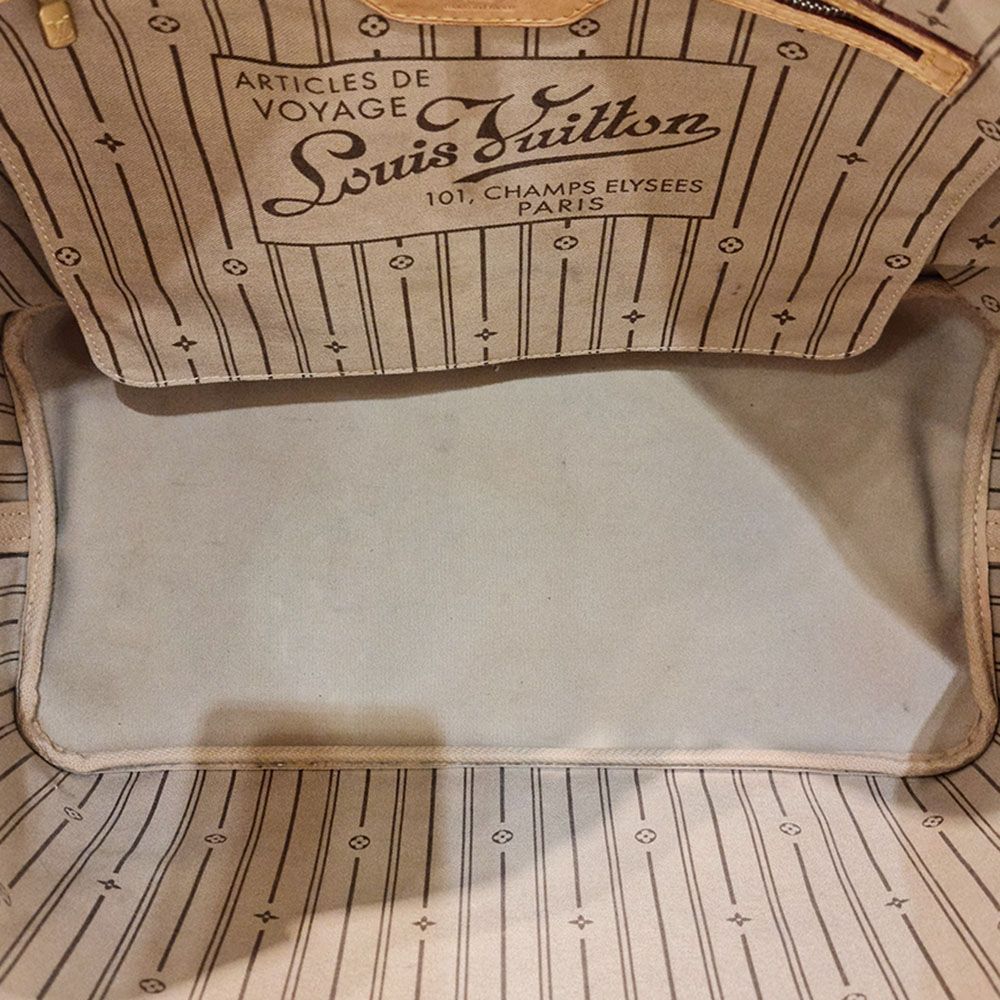 ARTICLES DE
VOYAGE
Louis Vuitton
101, CHAMPS ELYSEES
PARIS